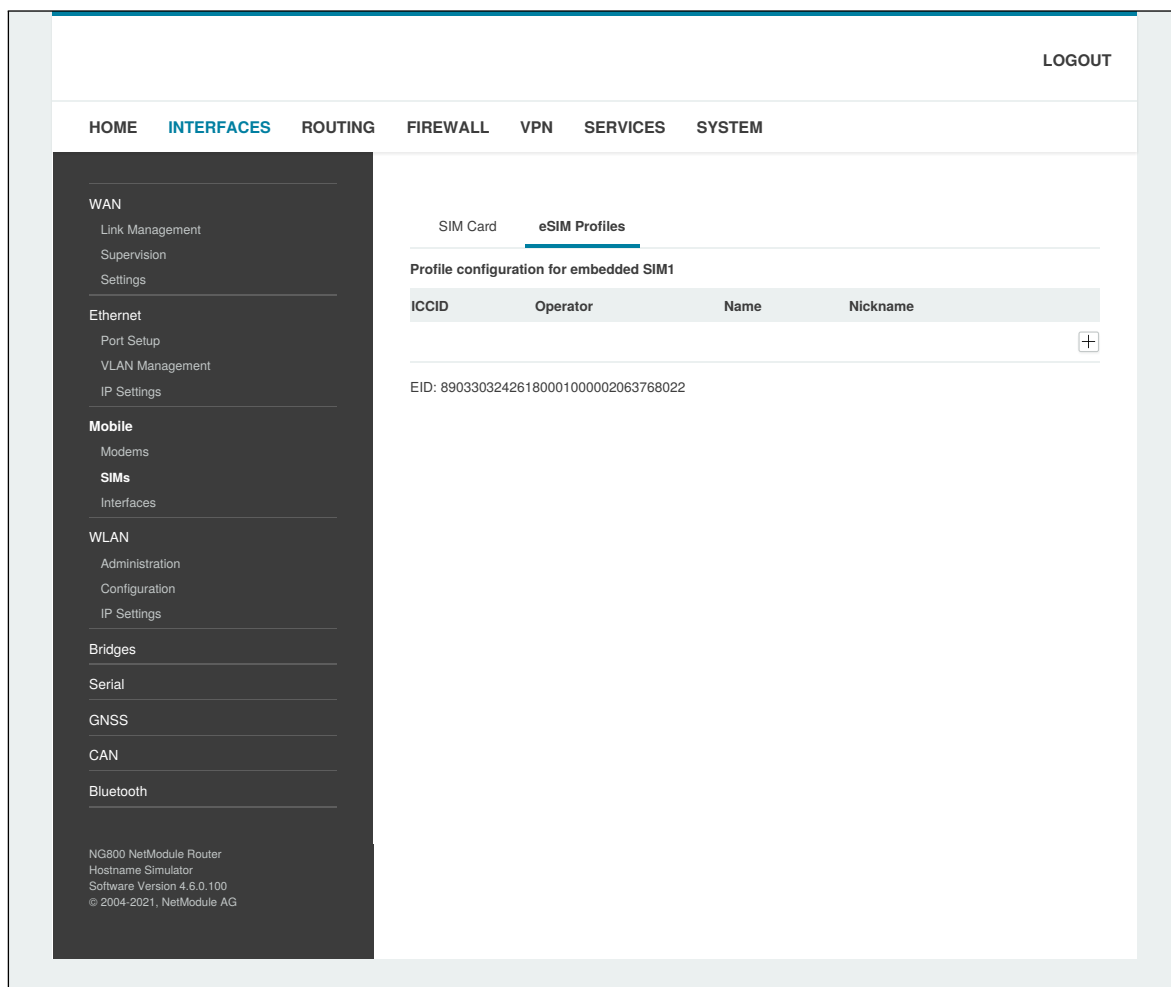 LOGOUT
HOME INTERFACES ROUTING FIREWALL VPN SERVICES SYSTEM
WAN
Link Management
Supervision
Settings
Ethernet
Port Setup
VLAN Management
IP Settings
Mobile
Modems
SIMs
Interfaces
WLAN
Administration
Configuration
IP Settings
Bridges
Serial
GNSS
CAN
Bluetooth
NG800 NetModule Router
Hostname Simulator
Software Version 4.6.0.100
© 2004-2021, NetModule AG
SIM Card eSIM Profiles
Profile configuration for embedded SIM1
ICCID Operator Name Nickname
EID: 89033032426180001000002063768022